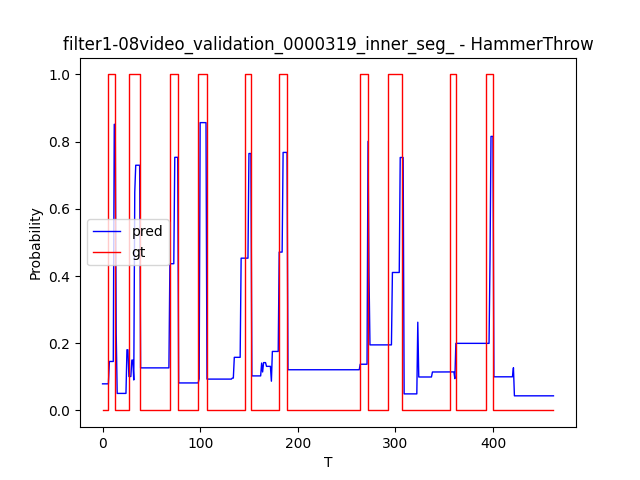 filter1-08video_validation_0000319_inner_seg_ - HammerThrow
1.0
0.8
0.6
0.4
0.2
0.0
Probability
pred
gt
0
100
200
300
400
T